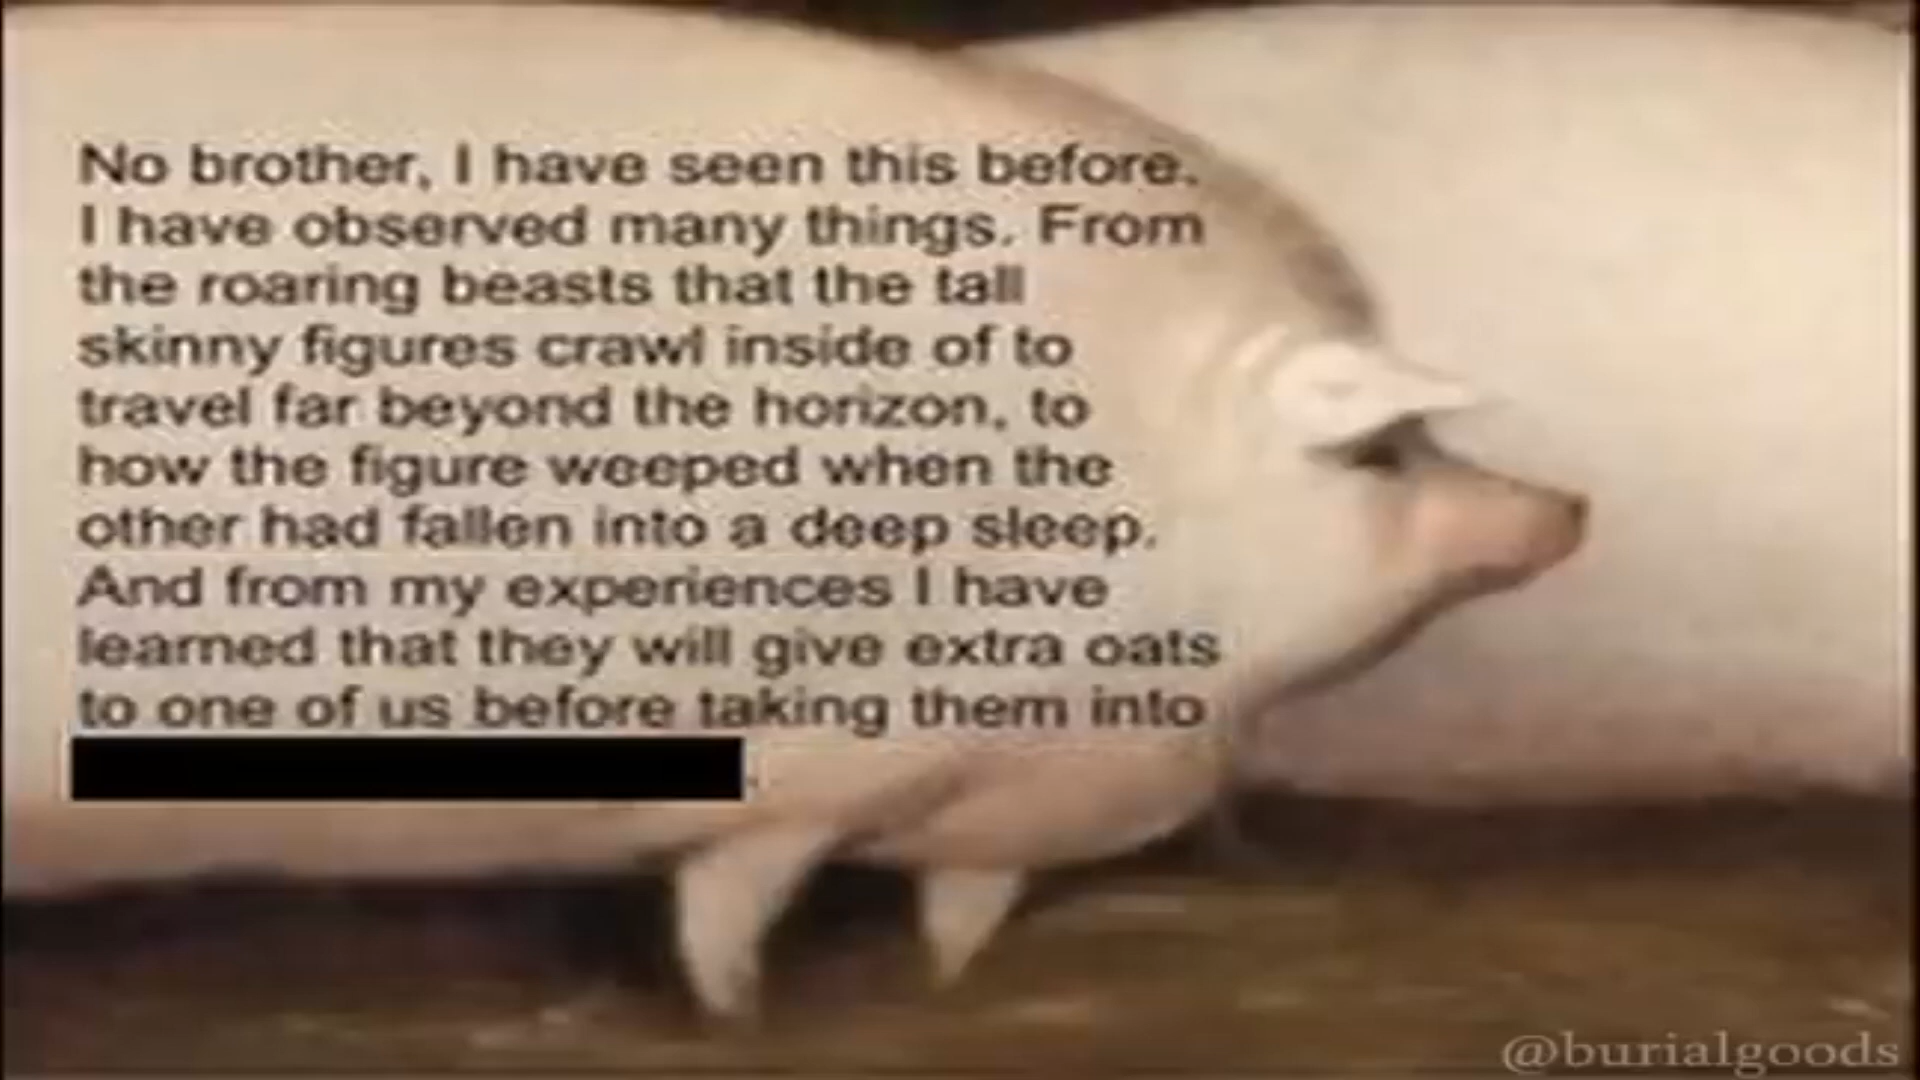 No brother, I have seen this before.
I have observed many things. From
the roaring beasts that the tall
skinny figures crawl inside of to
travel far beyond the horizon, to
how the figure weeped when the
other had fallen into a deep sleep.
And from my experiences I have
learned that they will give extra oats
to one of us before taking them into
.
@burialgoods